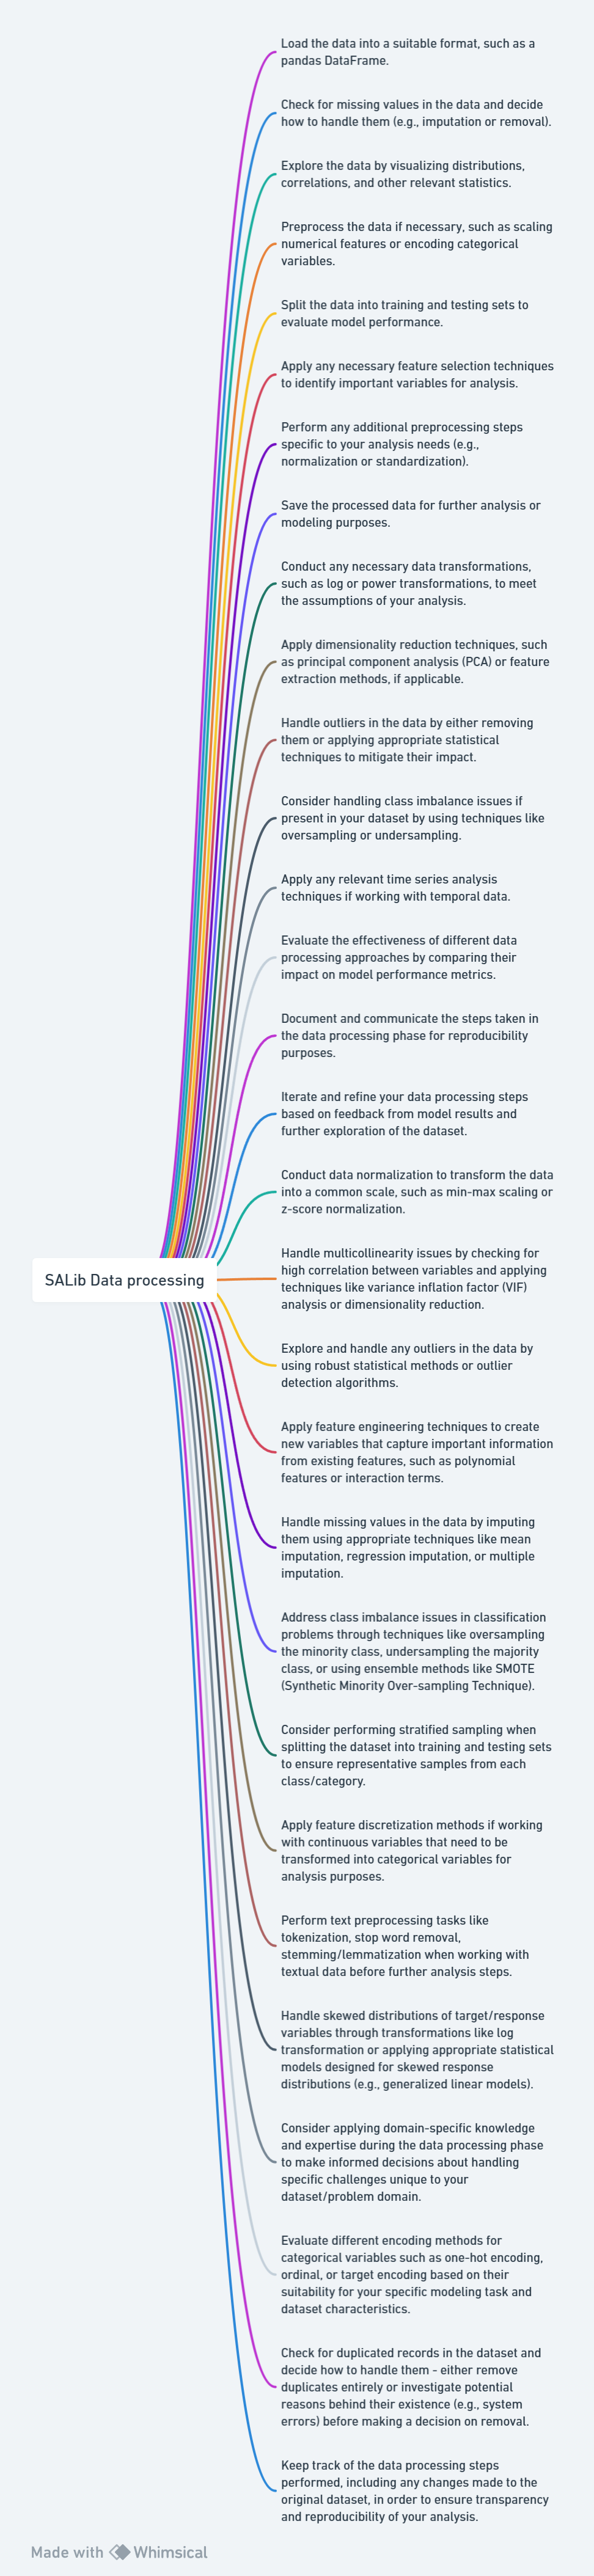 Load the data into a suitable format, such as a
pandas DataFrame.
Check for missing values in the data and decide
how to handle them (e.g., imputation or removal).
Explore the data by visualizing distributions,
correlations, and other relevant statistics.
Preprocess the data if necessary, such as scaling
numerical features or encoding categorical
variables.
Split the data into training and testing sets to
evaluate model performance.
Apply any necessary feature selection techniques
to identify important variables for analysis.
Perform any additional preprocessing steps
specific to your analysis needs (e.g.,
normalization or standardization).
Save the processed data for further analysis or
modeling purposes.
Conduct any necessary data transformations,
such as log or power transformations, to meet
the assumptions of your analysis.
Apply dimensionality reduction techniques, such
as principal component analysis (PCA) or feature
extraction methods, if applicable.
Handle outliers in the data by either removing
them or applying appropriate statistical
techniques to mitigate their impact.
Consider handling class imbalance issues if
present in your dataset by using techniques like
oversampling or undersampling.
Apply any relevant time series analysis
techniques if working with temporal data.
Evaluate the effectiveness of different data
processing approaches by comparing their
impact on model performance metrics.
Document and communicate the steps taken in
the data processing phase for reproducibility
purposes.
Iterate and refine your data processing steps
based on feedback from model results and
further exploration of the dataset.
Conduct data normalization to transform the data
into a common scale, such as min-max scaling or
z-score normalization.
SALib Data processing
Handle multicollinearity issues by checking for
high correlation between variables and applying
techniques like variance inflation factor (VIF)
analysis or dimensionality reduction.
Explore and handle any outliers in the data by
using robust statistical methods or outlier
detection algorithms.
Apply feature engineering techniques to create
new variables that capture important information
from existing features, such as polynomial
features or interaction terms.
Handle missing values in the data by imputing
them using appropriate techniques like mean
imputation, regression imputation, or multiple
imputation.
Address class imbalance issues in classification
problems through techniques like oversampling
the minority class, undersampling the majority
class, or using ensemble methods like SMOTE
(Synthetic Minority Over-sampling Technique).
Consider performing stratified sampling when
splitting the dataset into training and testing sets
to ensure representative samples from each
class/category.
Apply feature discretization methods if working
with continuous variables that need to be
transformed into categorical variables for
analysis purposes.
Perform text preprocessing tasks like
tokenization, stop word removal,
stemming/lemmatization when working with
textual data before further analysis steps.
Handle skewed distributions of target/response
variables through transformations like log
transformation or applying appropriate statistical
models designed for skewed response
distributions (e.g., generalized linear models).
Consider applying domain-specific knowledge
and expertise during the data processing phase
to make informed decisions about handling
specific challenges unique to your
dataset/problem domain.
Evaluate different encoding methods for
categorical variables such as one-hot encoding,
ordinal, or target encoding based on their
suitability for your specific modeling task and
dataset characteristics.
Check for duplicated records in the dataset and
decide how to handle them - either remove
duplicates entirely or investigate potential
reasons behind their existence (e.g., system
errors) before making a decision on removal.
Keep track of the data processing steps
performed, including any changes made to the
original dataset, in order to ensure transparency
and reproducibility of your analysis.
Made with Whimsical